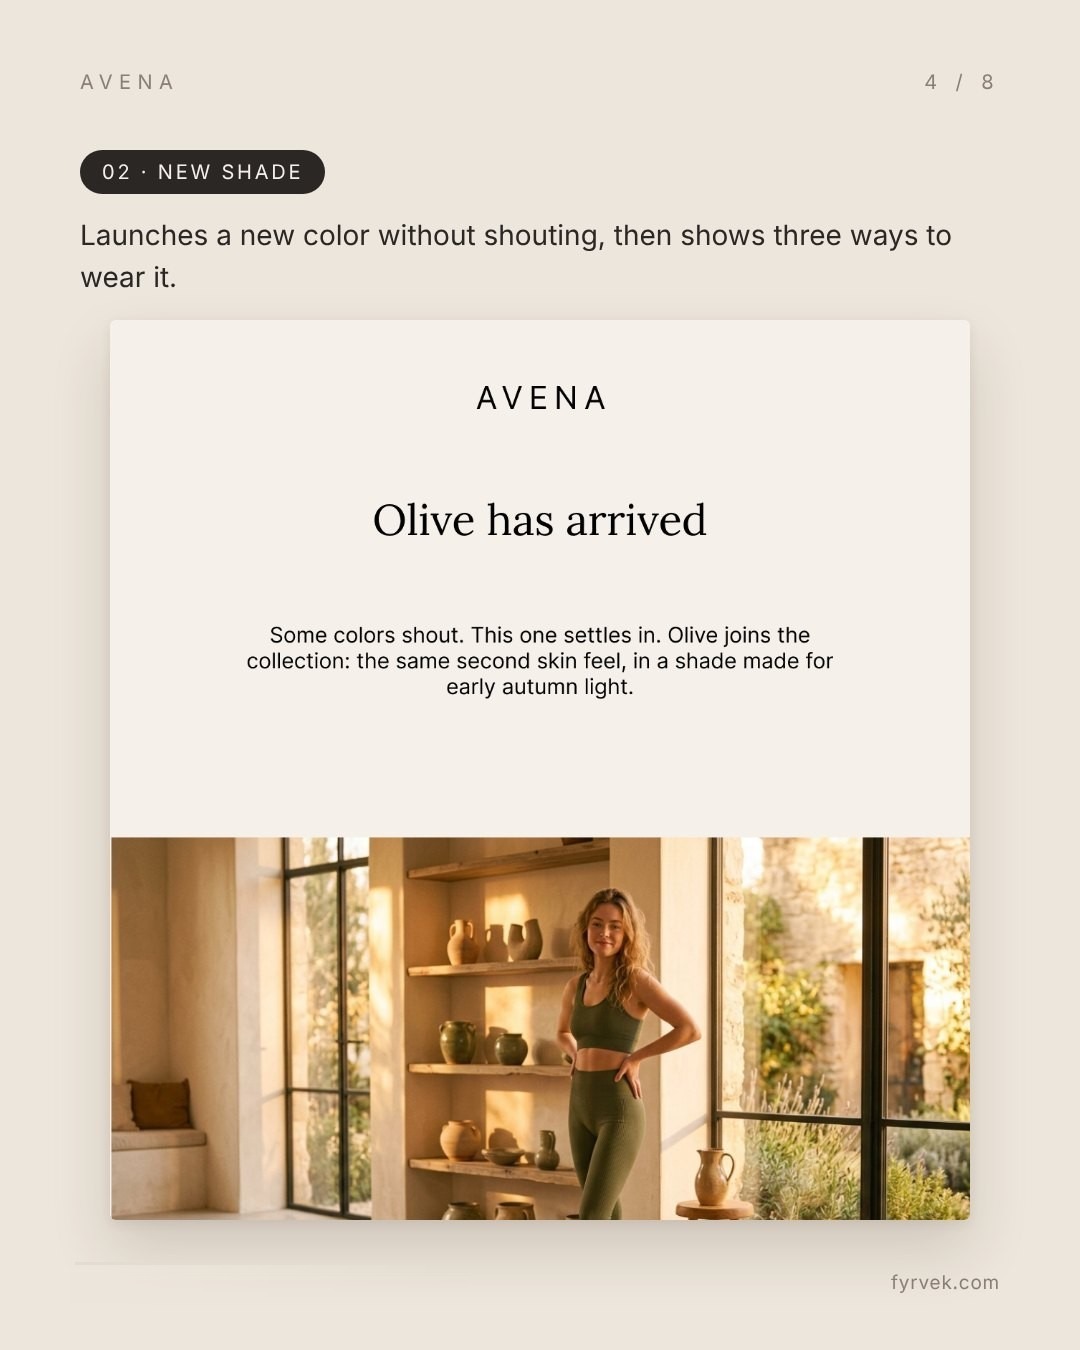 AVENA
4 / 8
02 · NEW SHADE
Launches a new color without shouting, then shows three ways to
wear it.
AVENA
Olive has arrived
Some colors shout. This one settles in. Olive joins the
collection: the same second skin feel, in a shade made for
early autumn light.
fyrvek.com